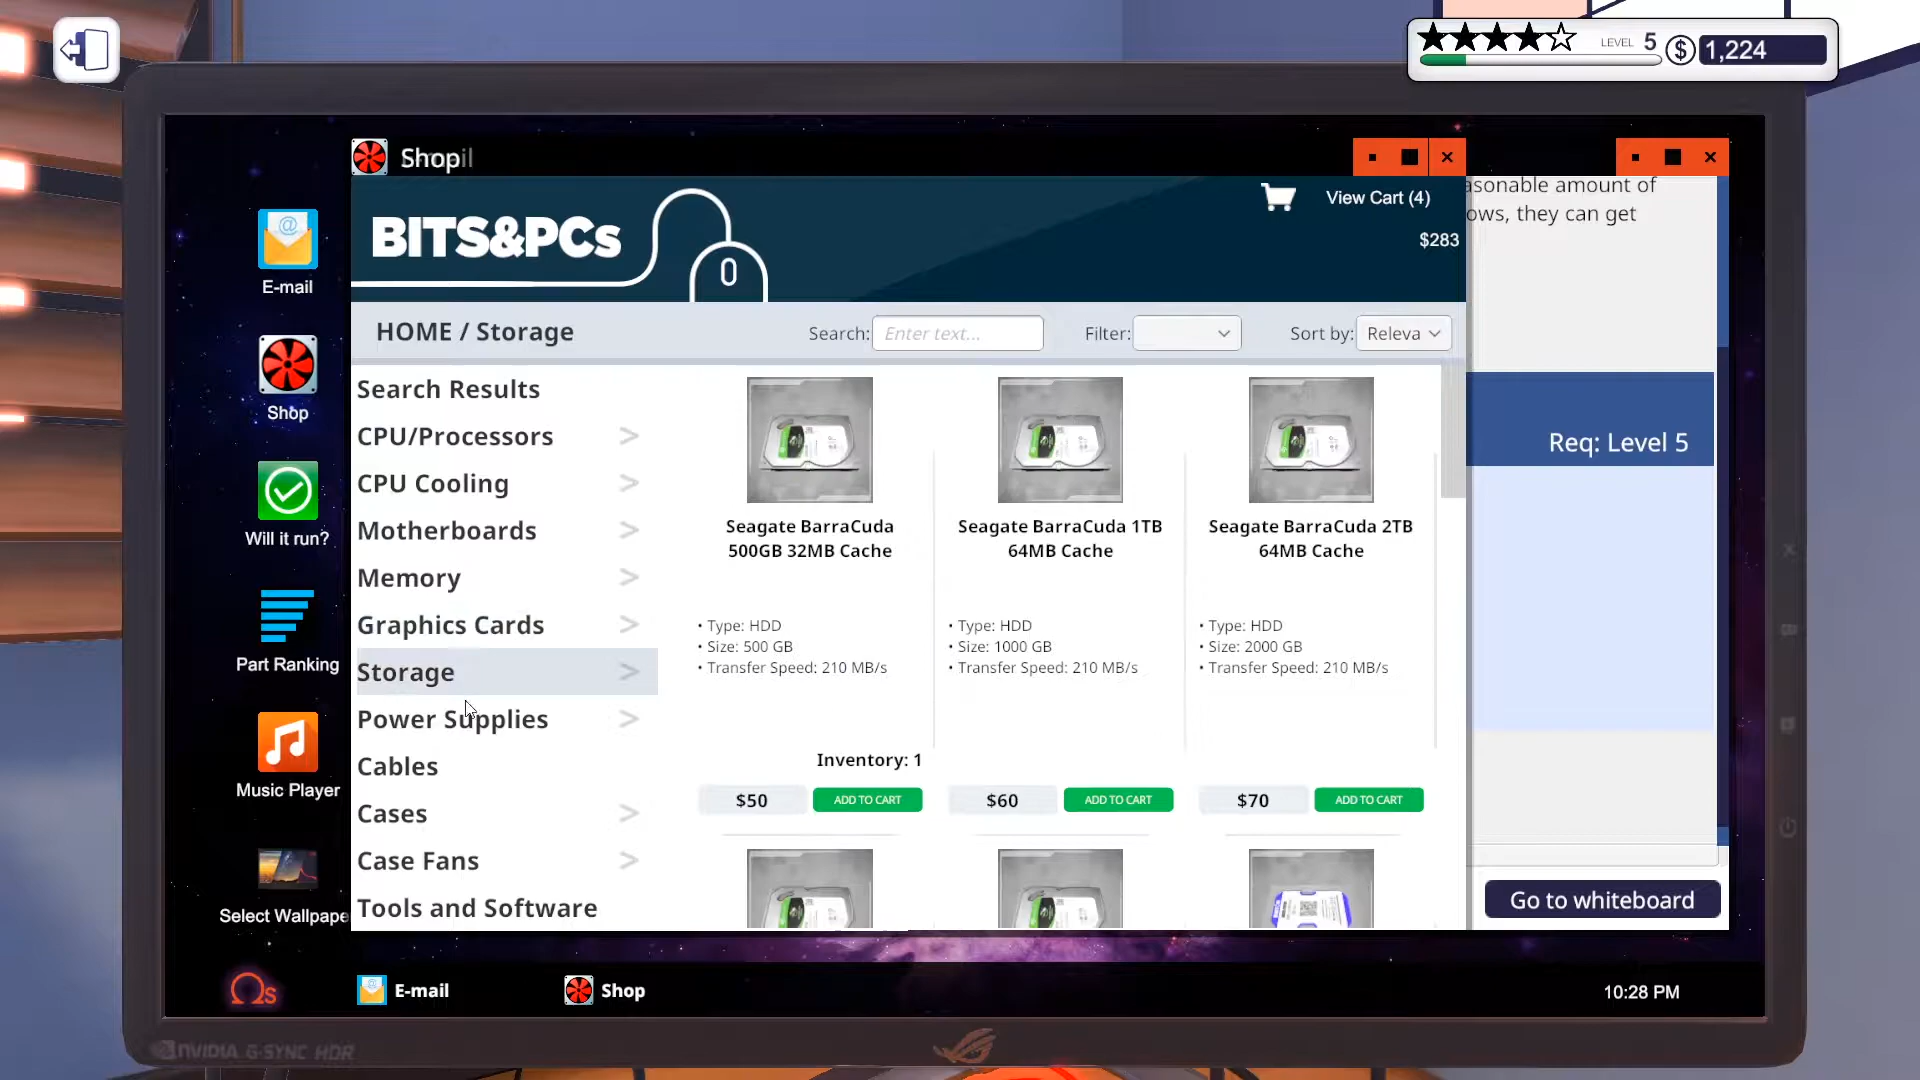 LEVEL 5
$ 1,224
Shop
View Cart (4)
$283
BITS&PCs
asonable amount of
ows, they can get
HOME / Storage
Search: Enter text...
Filter:
Sort by: Releva
E-mail
Shop
Will it run?
Part Ranking
Music Player
Select Wallpape
Search Results
CPU/Processors >
CPU Cooling >
Motherboards >
Memory >
Graphics Cards >
Storage >
Power Supplies >
Cables
Cases >
Case Fans >
Tools and Software
Seagate BarraCuda
500GB 32MB Cache
• Type: HDD
• Size: 500 GB
• Transfer Speed: 210 MB/s
Inventory: 1
$50 ADD TO CART
Seagate BarraCuda 1TB
64MB Cache
• Type: HDD
• Size: 1000 GB
• Transfer Speed: 210 MB/s
$60 ADD TO CART
Seagate BarraCuda 2TB
64MB Cache
• Type: HDD
• Size: 2000 GB
• Transfer Speed: 210 MB/s
$70 ADD TO CART
Req: Level 5
Go to whiteboard
Ωs
E-mail
Shop
10:28 PM
NVIDIA G-SYNC HDR